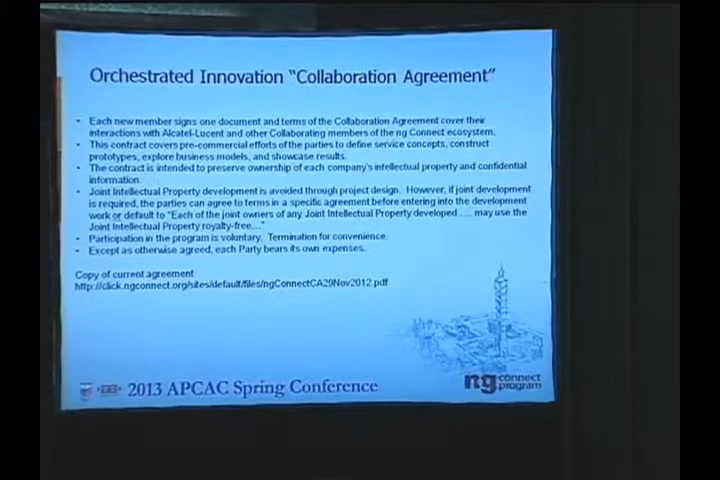 Orchestrated Innovation "Collaboration Agreement"
• Each new member signs one document and terms of the Collaboration Agreement cover their
interactions with Alcatel-Lucent and other Collaborating members of the ng Connect ecosystem.
• This contract covers pre-commercial efforts of the parties to define service concepts, construct
prototypes, explore business models, and showcase results.
• The contract is intended to preserve ownership of each company's intellectual property and confidential
information.
• Joint Intellectual Property development is avoided through project design. However, if joint development
is required, the parties can agree to terms in a specific agreement before entering into the development
work or default to "Each of the joint owners of any Joint Intellectual Property developed .... may use the
Joint Intellectual Property royalty-free..."
• Participation in the program is voluntary. Termination for convenience.
• Except as otherwise agreed, each Party bears its own expenses.
Copy of current agreement
http://click.ngconnect.org/sites/default/files/ngConnectCA29Nov2012.pdf
2013 APCAC Spring Conference
ng connect
program